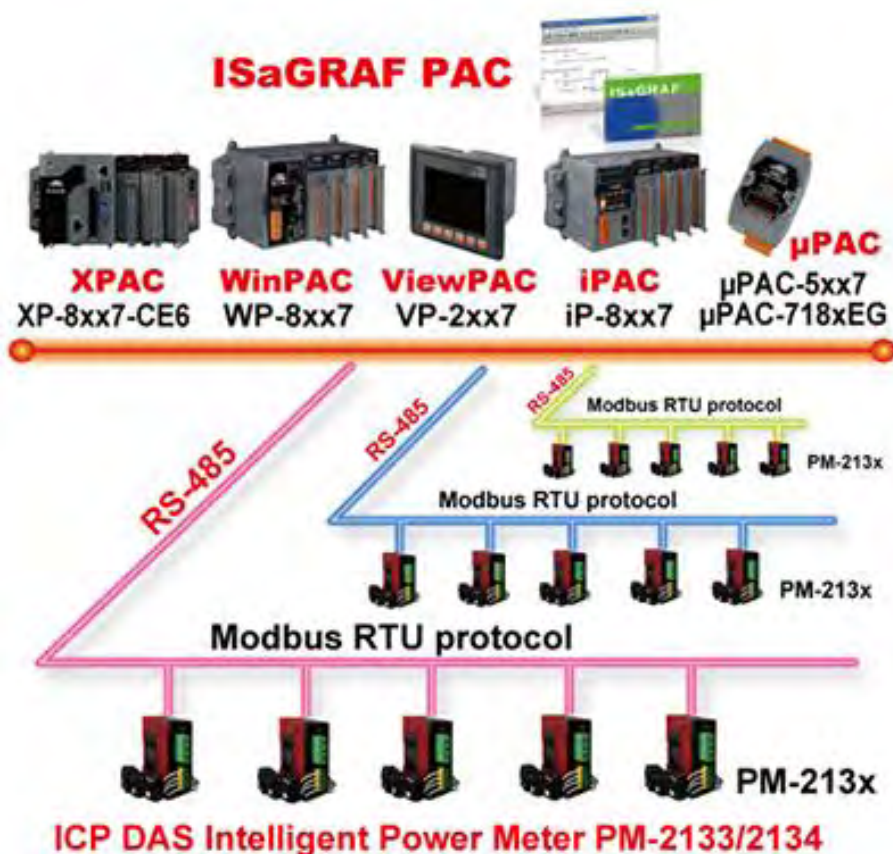 ISaGRAF PAC
ISaGRAF
XPAC
WinPAC
ViewPAC
iPAC
µPAC
XP-8xx7-CE6
WP-8xx7
VP-2xx7
iP-8xx7
µPAC-5xx7
µPAC-718xEG
RS-485
RS-485
RS-485
Modbus RTU protocol
PM-213x
Modbus RTU protocol
PM-213x
Modbus RTU protocol
PM-213x
ICP DAS Intelligent Power Meter PM-2133/2134